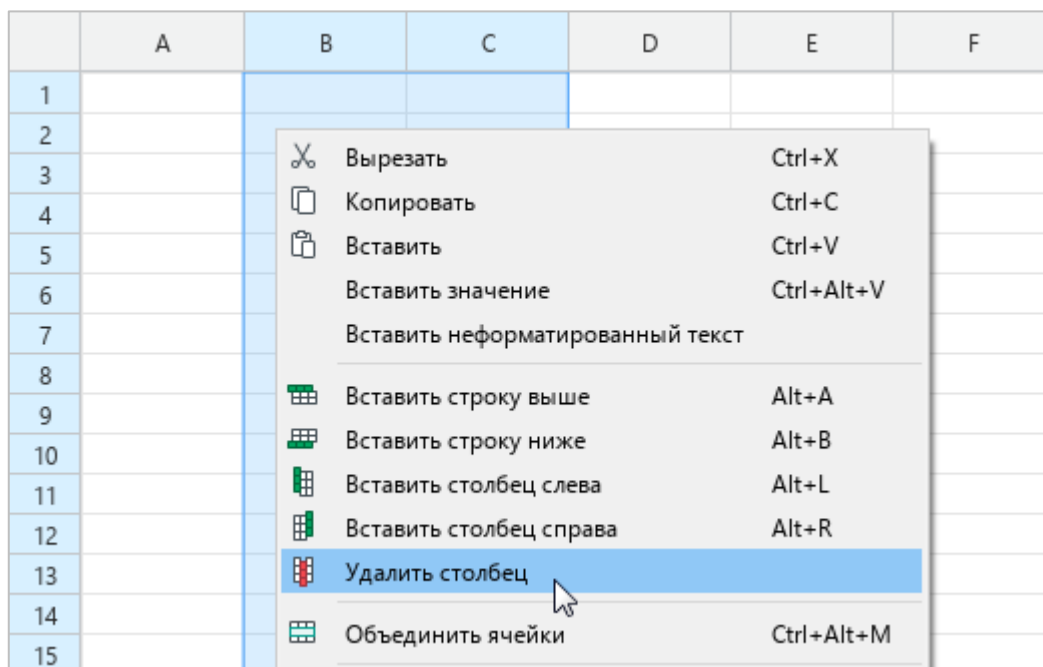 A B C D E F
1
2
Вырезать Ctrl+X
3
Копировать Ctrl+C
4
Вставить Ctrl+V
5
Вставить значение Ctrl+Alt+V
6
Вставить неформатированный текст
7
8
Вставить строку выше Alt+A
9
Вставить строку ниже Alt+B
10
Вставить столбец слева Alt+L
11
Вставить столбец справа Alt+R
12
Удалить столбец
13
14
Объединить ячейки Ctrl+Alt+M
15